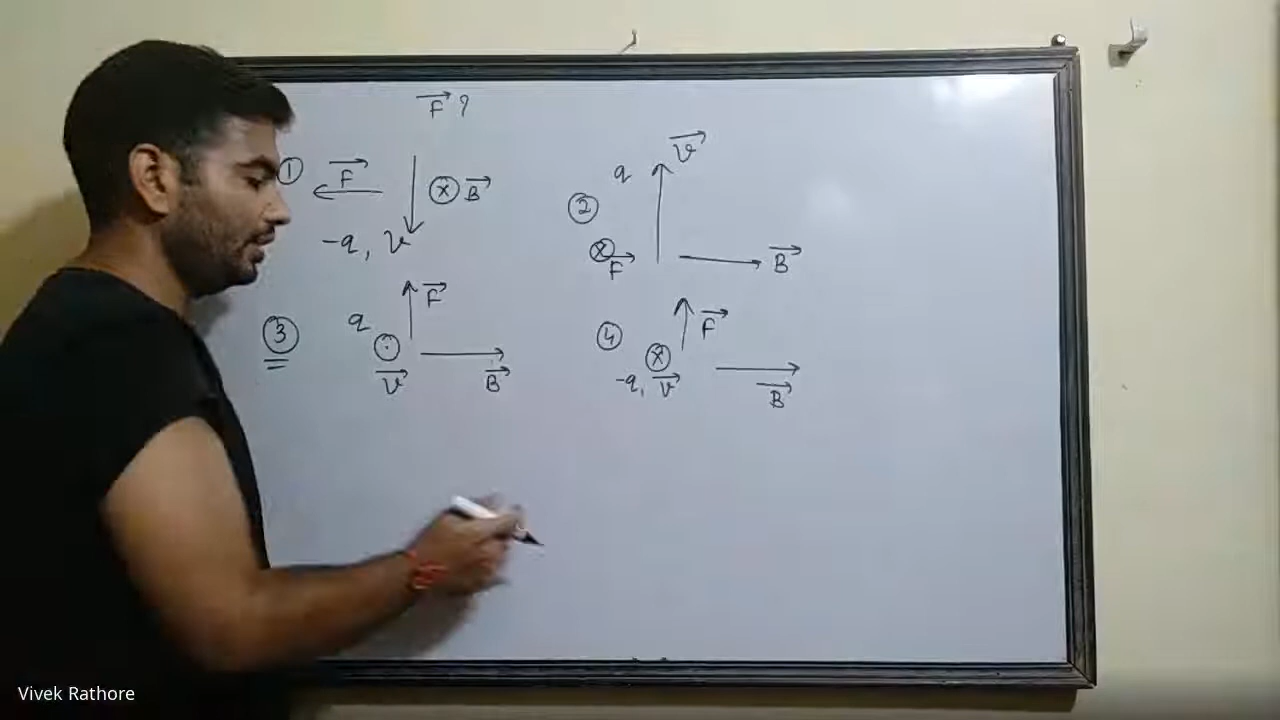 F ?
① F ⊗ B
-q, v
② q v
⊗ F B
③ q F
⊙ v B
④ F
⊗ -q, v B
Vivek Rathore